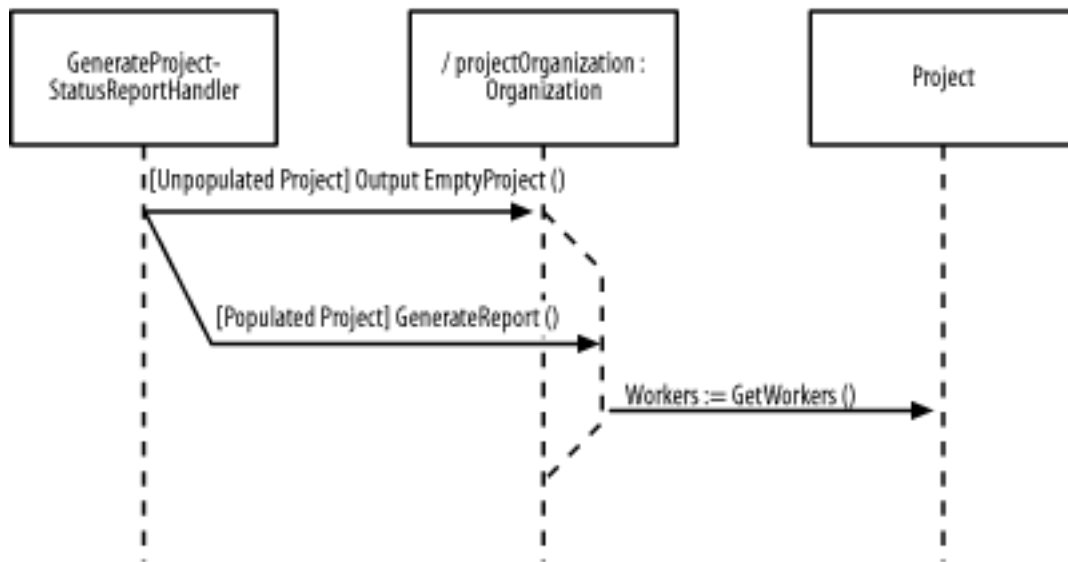 GenerateProject-
StatusReportHandler
/ projectOrganization :
Organization
Project
[Unpopulated Project] Output EmptyProject ()
[Populated Project] GenerateReport ()
Workers := GetWorkers ()